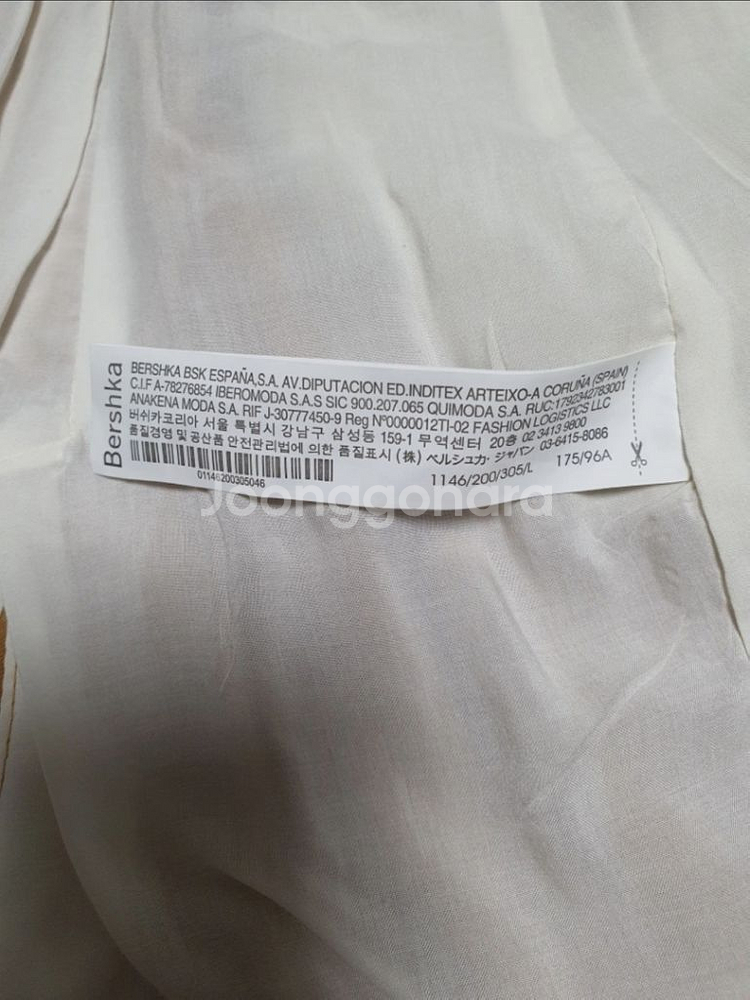 Bershka
BERSHKA BSK ESPAÑA,S.A. AV.DIPUTACION ED.INDITEX ARTEIXO-A CORUÑA (SPAIN)
C.I.F A-78276854 IBEROMODA S.A.S SIC 900.207.065 QUIMODA S.A. RUC:1792342783001
ANAKENA MODA S.A. RIF J-30777450-9 Reg Nº0000012TI-02 FASHION LOGISTICS LLC
버쉬카코리아 서울 특별시 강남구 삼성동 159-1 무역센터 20층 02 3413 9800
품질경영 및 공산품 안전관리법에 의한 품질표시 (株) ベルシュカ・ジャパン 03-6415-8086
01146200305046
1146/200/305/L
175/96A
Joonggonara